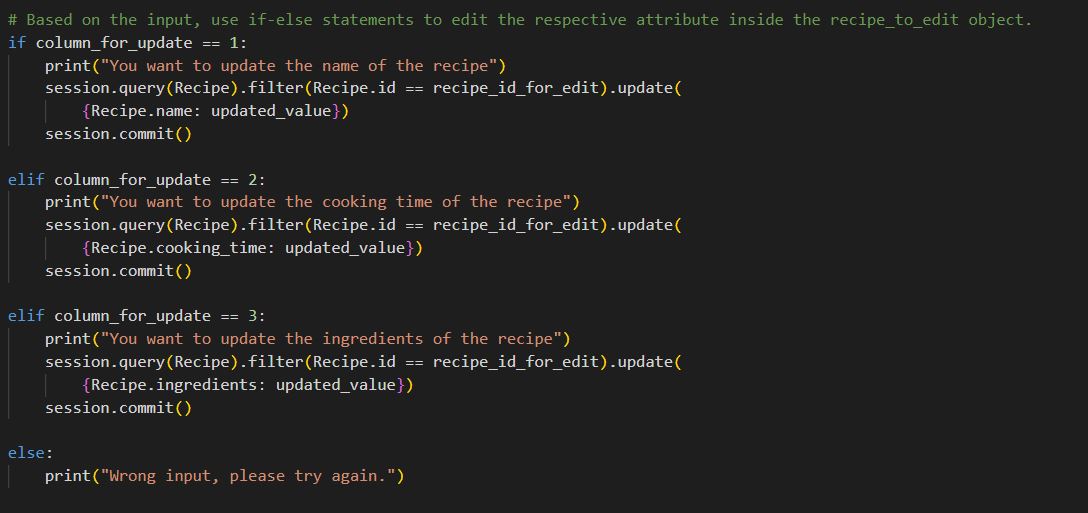 # Based on the input, use if-else statements to edit the respective attribute inside the recipe_to_edit object.
if column_for_update == 1:
    print("You want to update the name of the recipe")
    session.query(Recipe).filter(Recipe.id == recipe_id_for_edit).update(
        {Recipe.name: updated_value})
    session.commit()

elif column_for_update == 2:
    print("You want to update the cooking time of the recipe")
    session.query(Recipe).filter(Recipe.id == recipe_id_for_edit).update(
        {Recipe.cooking_time: updated_value})
    session.commit()

elif column_for_update == 3:
    print("You want to update the ingredients of the recipe")
    session.query(Recipe).filter(Recipe.id == recipe_id_for_edit).update(
        {Recipe.ingredients: updated_value})
    session.commit()

else:
    print("Wrong input, please try again.")